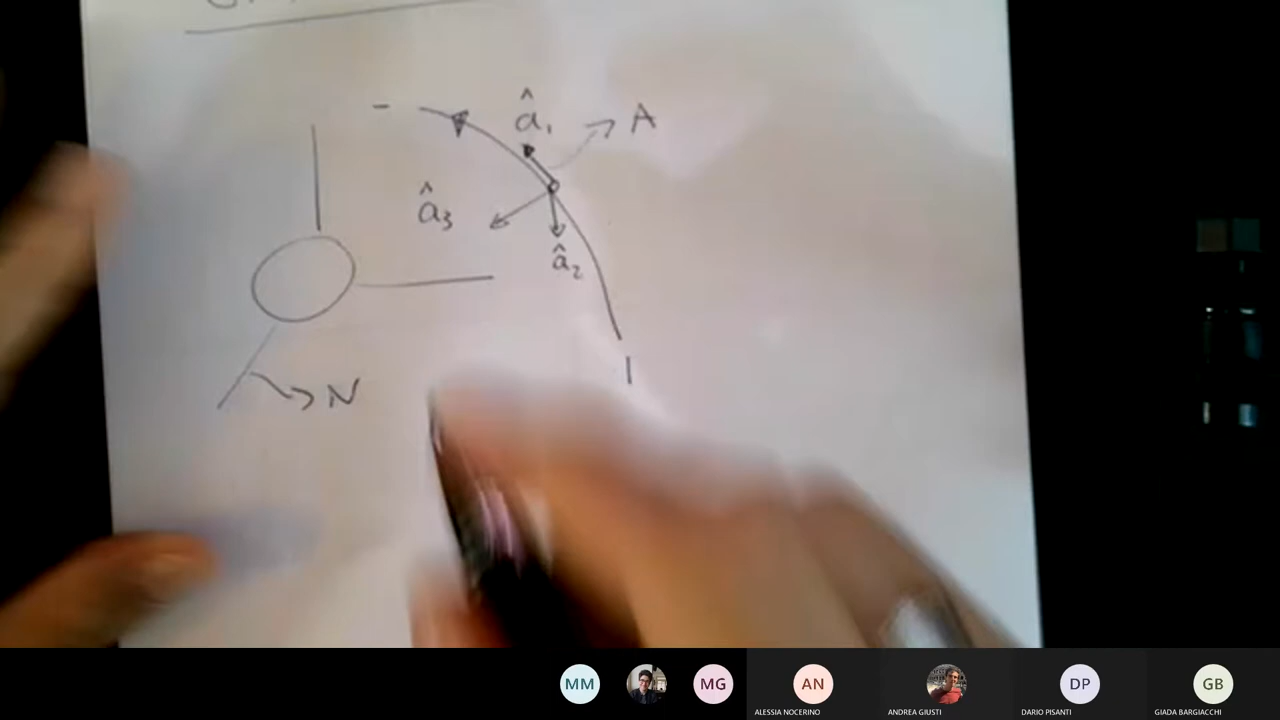 â₁ A
â₃
â₂
N
MM MG AN DP GB
ALESSIA NOCERINO ANDREA GIUSTI DARIO PISANTI GIADA BARGIACCHI